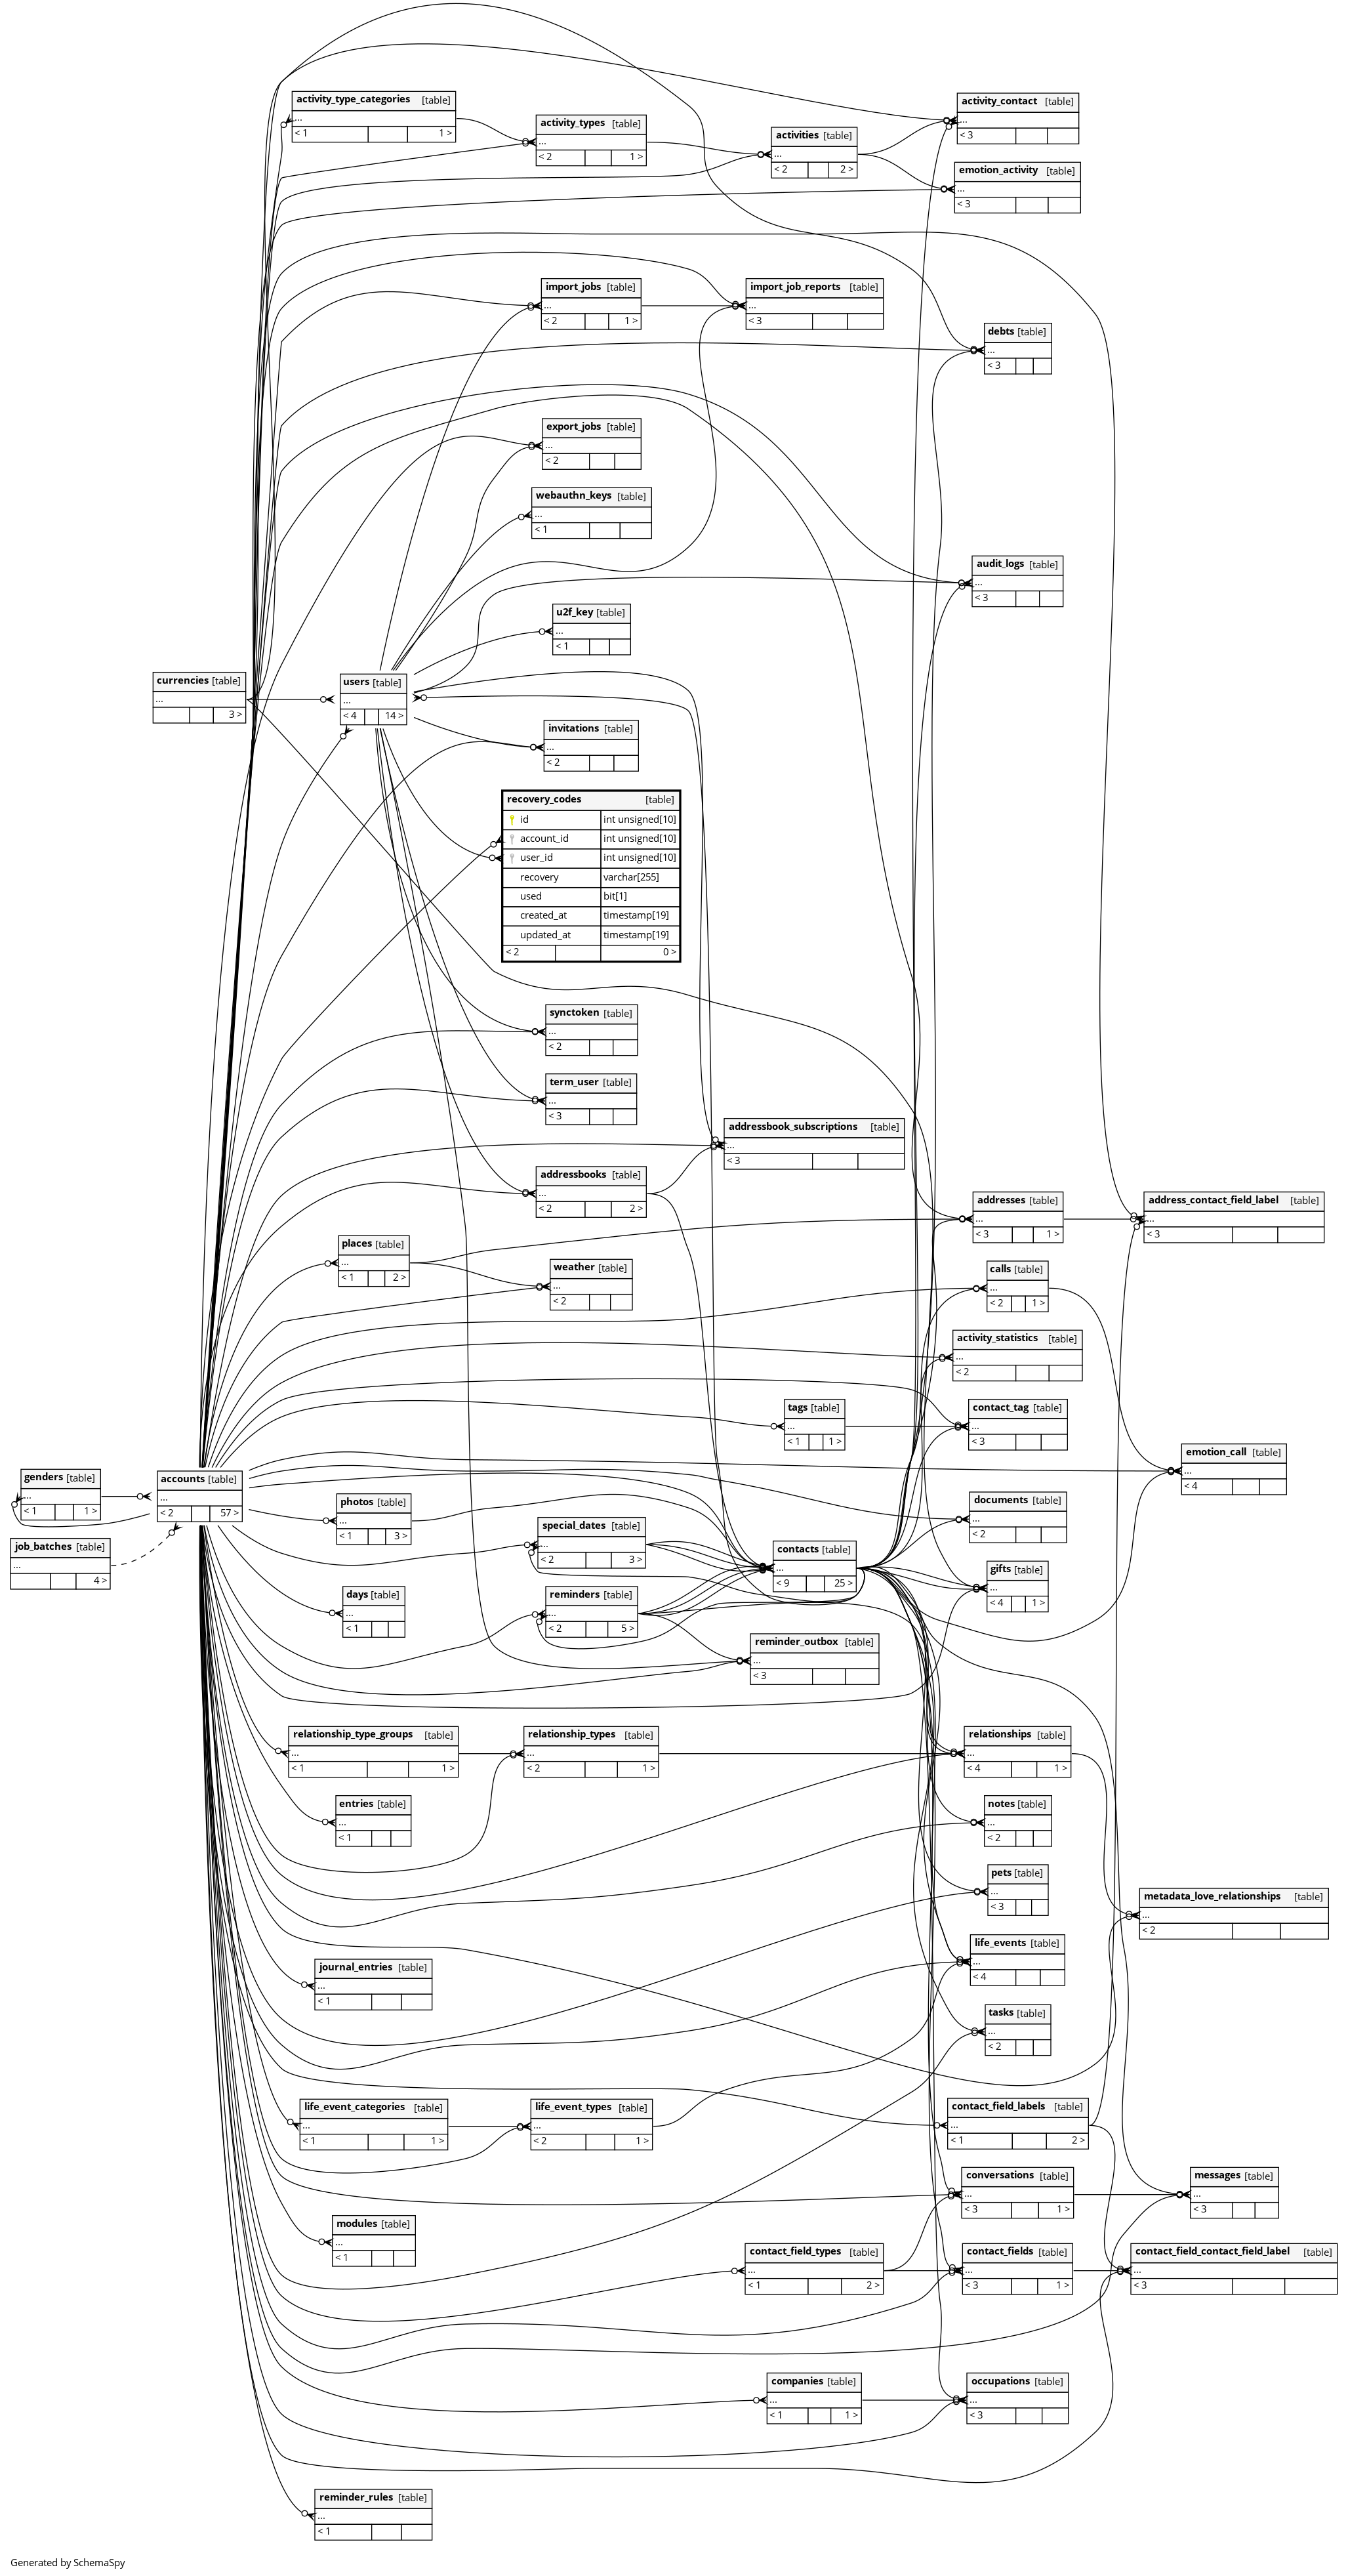 activity_type_categories [table]
...
< 1 1 >
activity_contact [table]
...
< 3
activity_types [table]
...
< 2 1 >
activities [table]
...
< 2 2 >
emotion_activity [table]
...
< 3
import_jobs [table]
...
< 2 1 >
import_job_reports [table]
...
< 3
debts [table]
...
< 3
export_jobs [table]
...
< 2
webauthn_keys [table]
...
< 1
audit_logs [table]
...
< 3
u2f_key [table]
...
< 1
currencies [table]
...
3 >
users [table]
...
< 4 14 >
invitations [table]
...
< 2
recovery_codes [table]
id int unsigned[10]
account_id int unsigned[10]
user_id int unsigned[10]
recovery varchar[255]
used bit[1]
created_at timestamp[19]
updated_at timestamp[19]
< 2 0 >
synctoken [table]
...
< 2
term_user [table]
...
< 3
addressbook_subscriptions [table]
...
< 3
addressbooks [table]
...
< 2 2 >
addresses [table]
...
< 3 1 >
address_contact_field_label [table]
...
< 3
places [table]
...
< 1 2 >
weather [table]
...
< 2
calls [table]
...
< 2 1 >
activity_statistics [table]
...
< 2
tags [table]
...
< 1 1 >
contact_tag [table]
...
< 3
emotion_call [table]
...
< 4
genders [table]
...
< 1 1 >
accounts [table]
...
< 2 57 >
photos [table]
...
< 1 3 >
documents [table]
...
< 2
special_dates [table]
...
< 2 3 >
job_batches [table]
...
4 >
contacts [table]
...
< 9 25 >
gifts [table]
...
< 4 1 >
days [table]
...
< 1
reminders [table]
...
< 2 5 >
reminder_outbox [table]
...
< 3
relationship_type_groups [table]
...
< 1 1 >
relationship_types [table]
...
< 2 1 >
relationships [table]
...
< 4 1 >
entries [table]
...
< 1
notes [table]
...
< 2
pets [table]
...
< 3
metadata_love_relationships [table]
...
< 2
life_events [table]
...
< 4
journal_entries [table]
...
< 1
tasks [table]
...
< 2
life_event_categories [table]
...
< 1 1 >
life_event_types [table]
...
< 2 1 >
contact_field_labels [table]
...
< 1 2 >
conversations [table]
...
< 3 1 >
messages [table]
...
< 3
modules [table]
...
< 1
contact_field_types [table]
...
< 1 2 >
contact_fields [table]
...
< 3 1 >
contact_field_contact_field_label [table]
...
< 3
companies [table]
...
< 1 1 >
occupations [table]
...
< 3
reminder_rules [table]
...
< 1
Generated by SchemaSpy